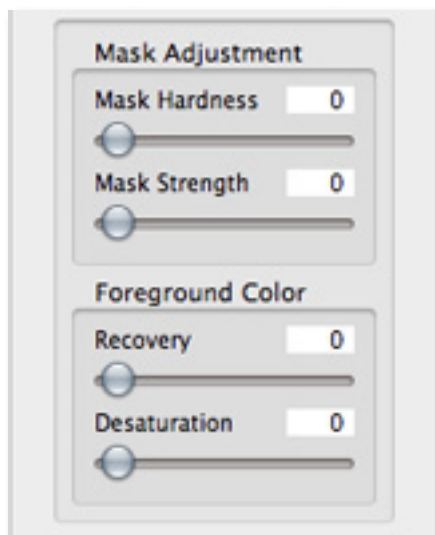 Mask Adjustment
Mask Hardness 0
Mask Strength 0
Foreground Color
Recovery 0
Desaturation 0